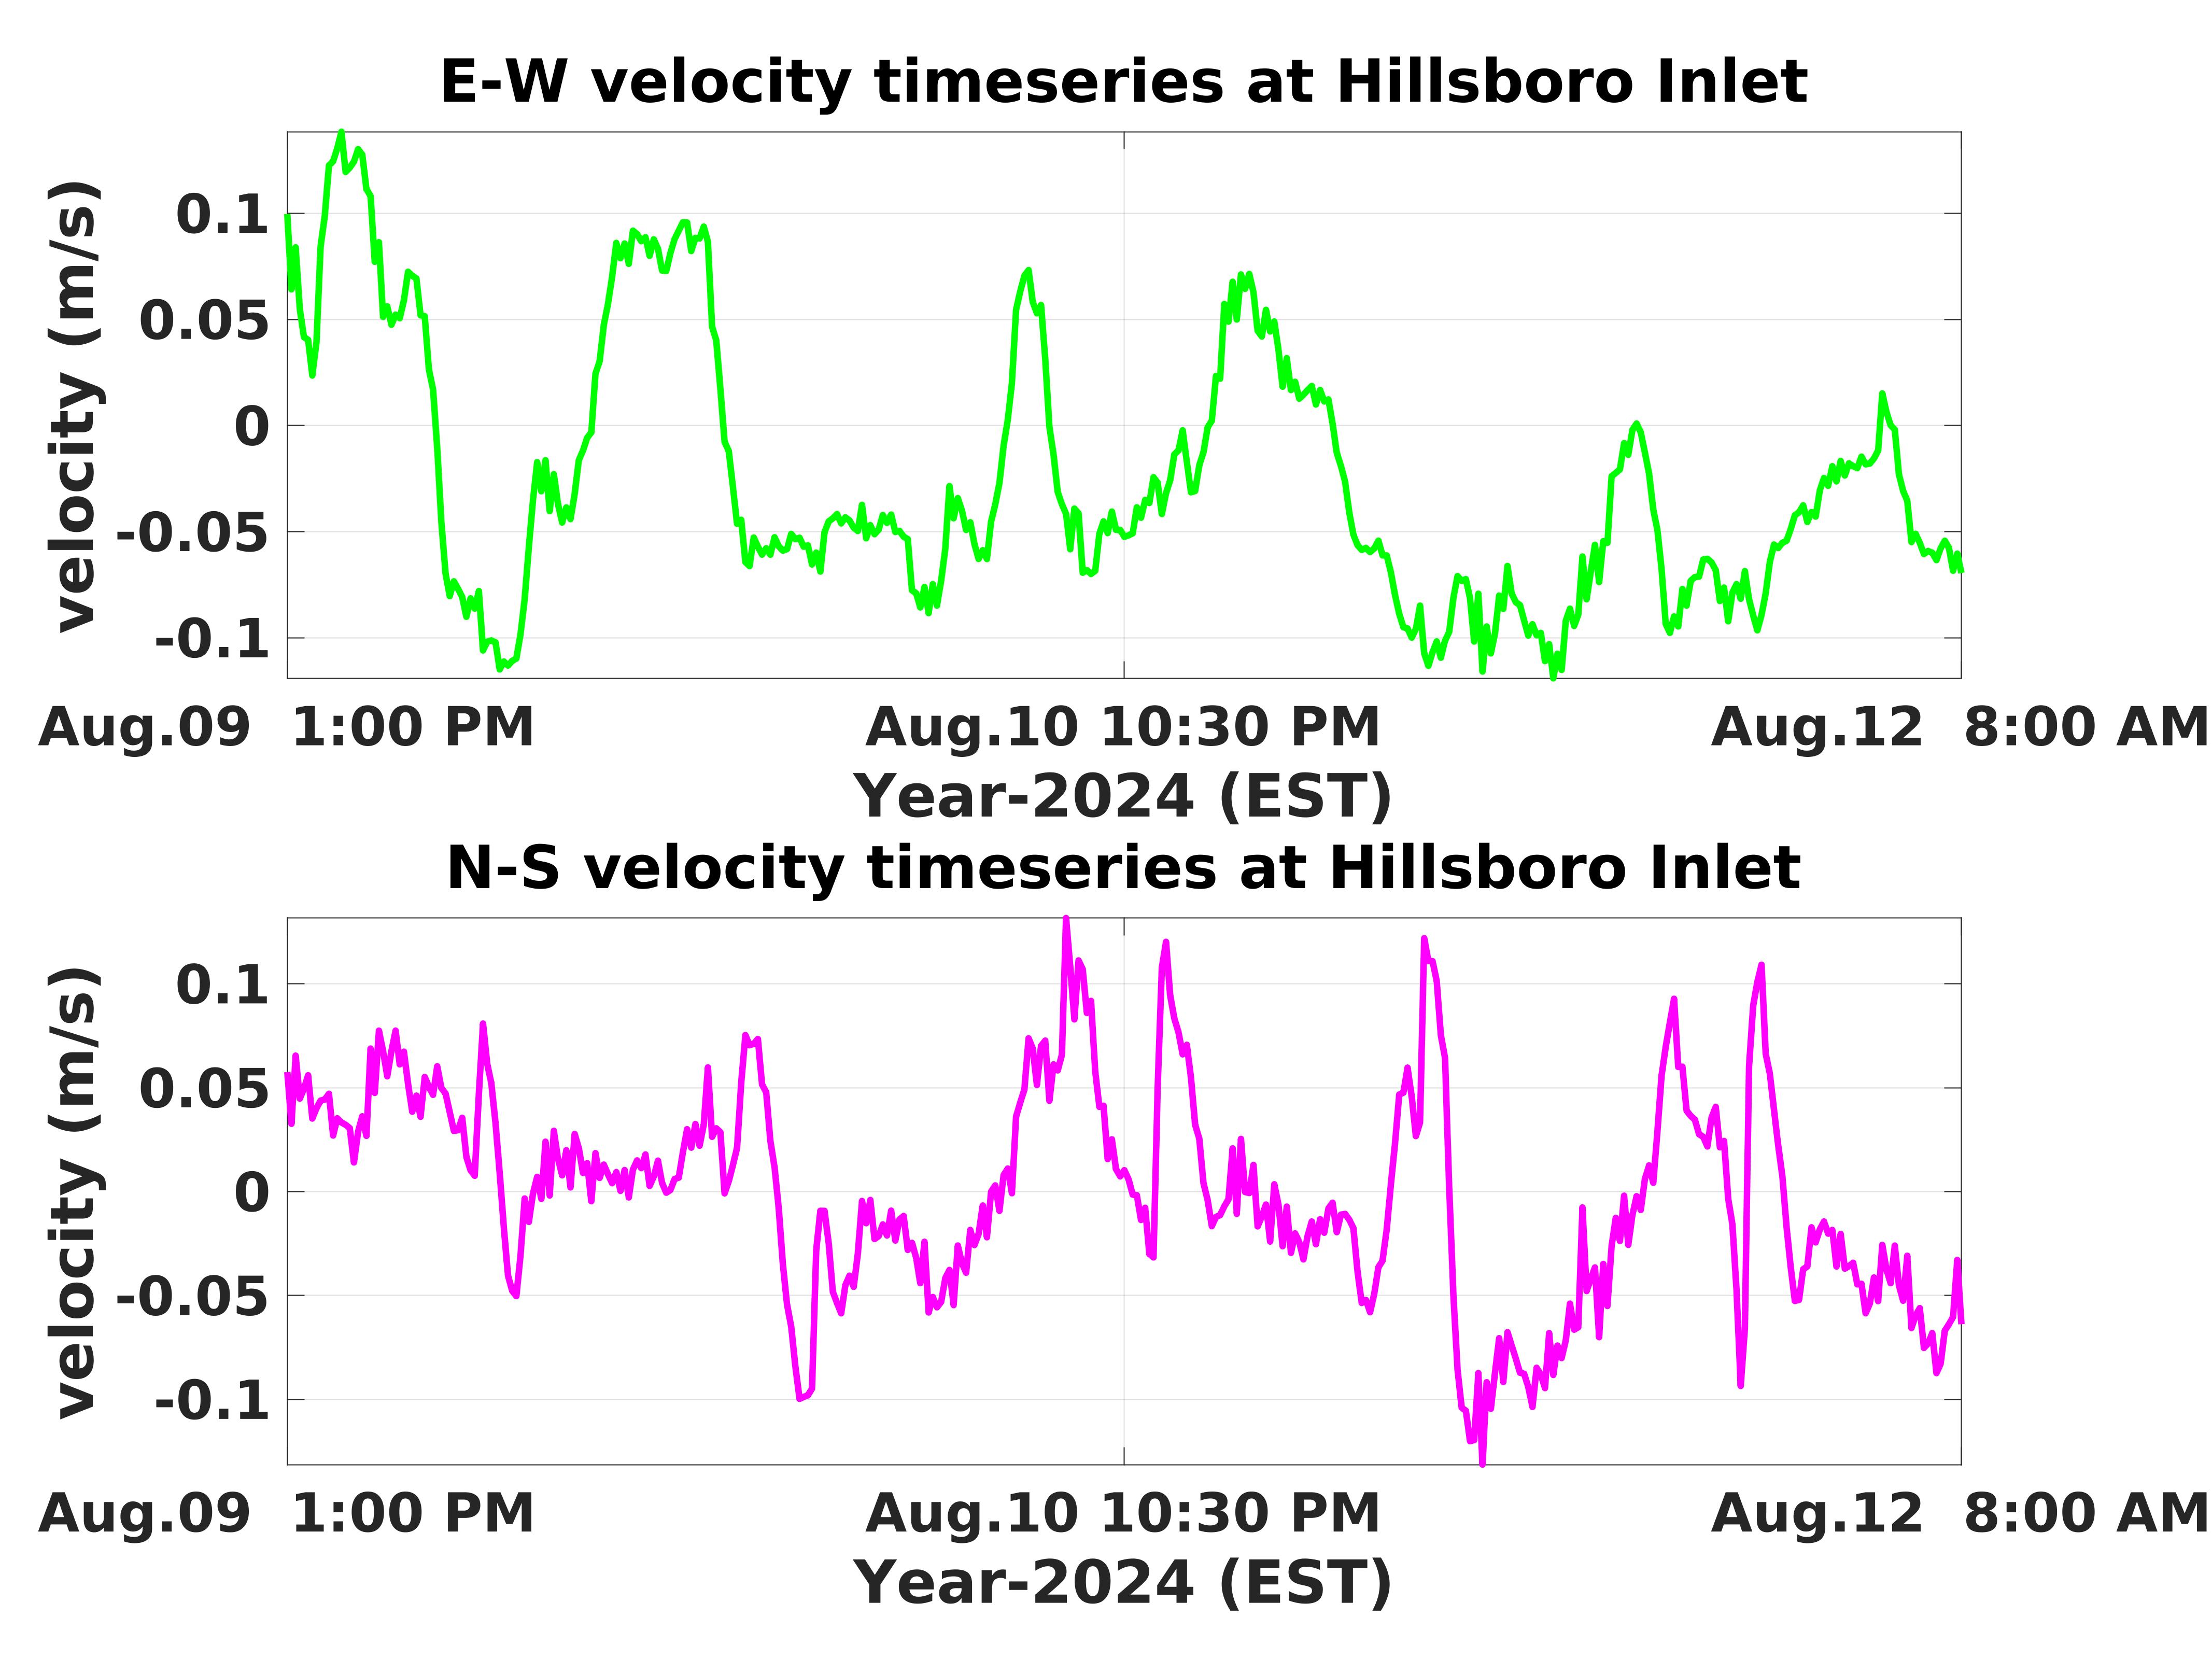 E-W velocity timeseries at Hillsboro Inlet
velocity (m/s)
0.1
0.05
0
-0.05
-0.1
Aug.09  1:00 PM
Aug.10 10:30 PM
Aug.12  8:00 AM
Year-2024 (EST)
N-S velocity timeseries at Hillsboro Inlet
velocity (m/s)
0.1
0.05
0
-0.05
-0.1
Aug.09  1:00 PM
Aug.10 10:30 PM
Aug.12  8:00 AM
Year-2024 (EST)